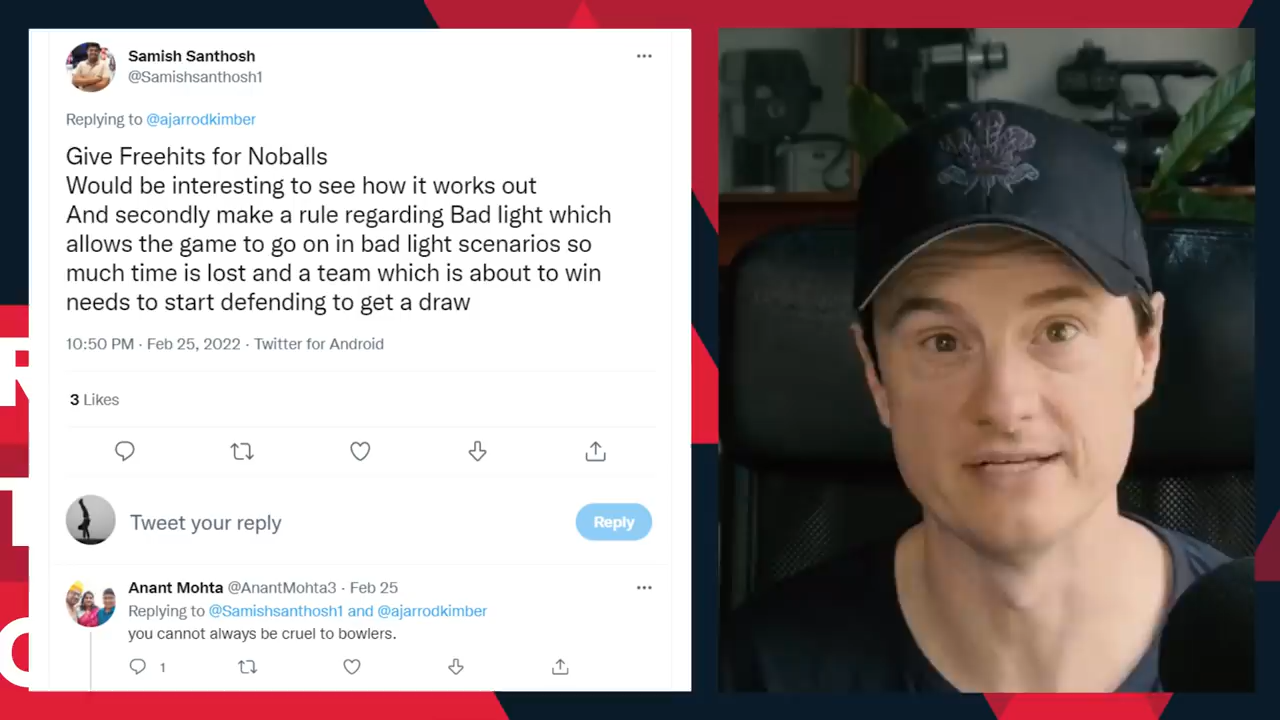 Samish Santhosh
@Samishsanthosh1
Replying to @ajarrodkimber
Give Freehits for Noballs
Would be interesting to see how it works out
And secondly make a rule regarding Bad light which
allows the game to go on in bad light scenarios so
much time is lost and a team which is about to win
needs to start defending to get a draw
10:50 PM · Feb 25, 2022 · Twitter for Android
3 Likes
Tweet your reply
Reply
Anant Mohta @AnantMohta3 · Feb 25
Replying to @Samishsanthosh1 and @ajarrodkimber
you cannot always be cruel to bowlers.
1